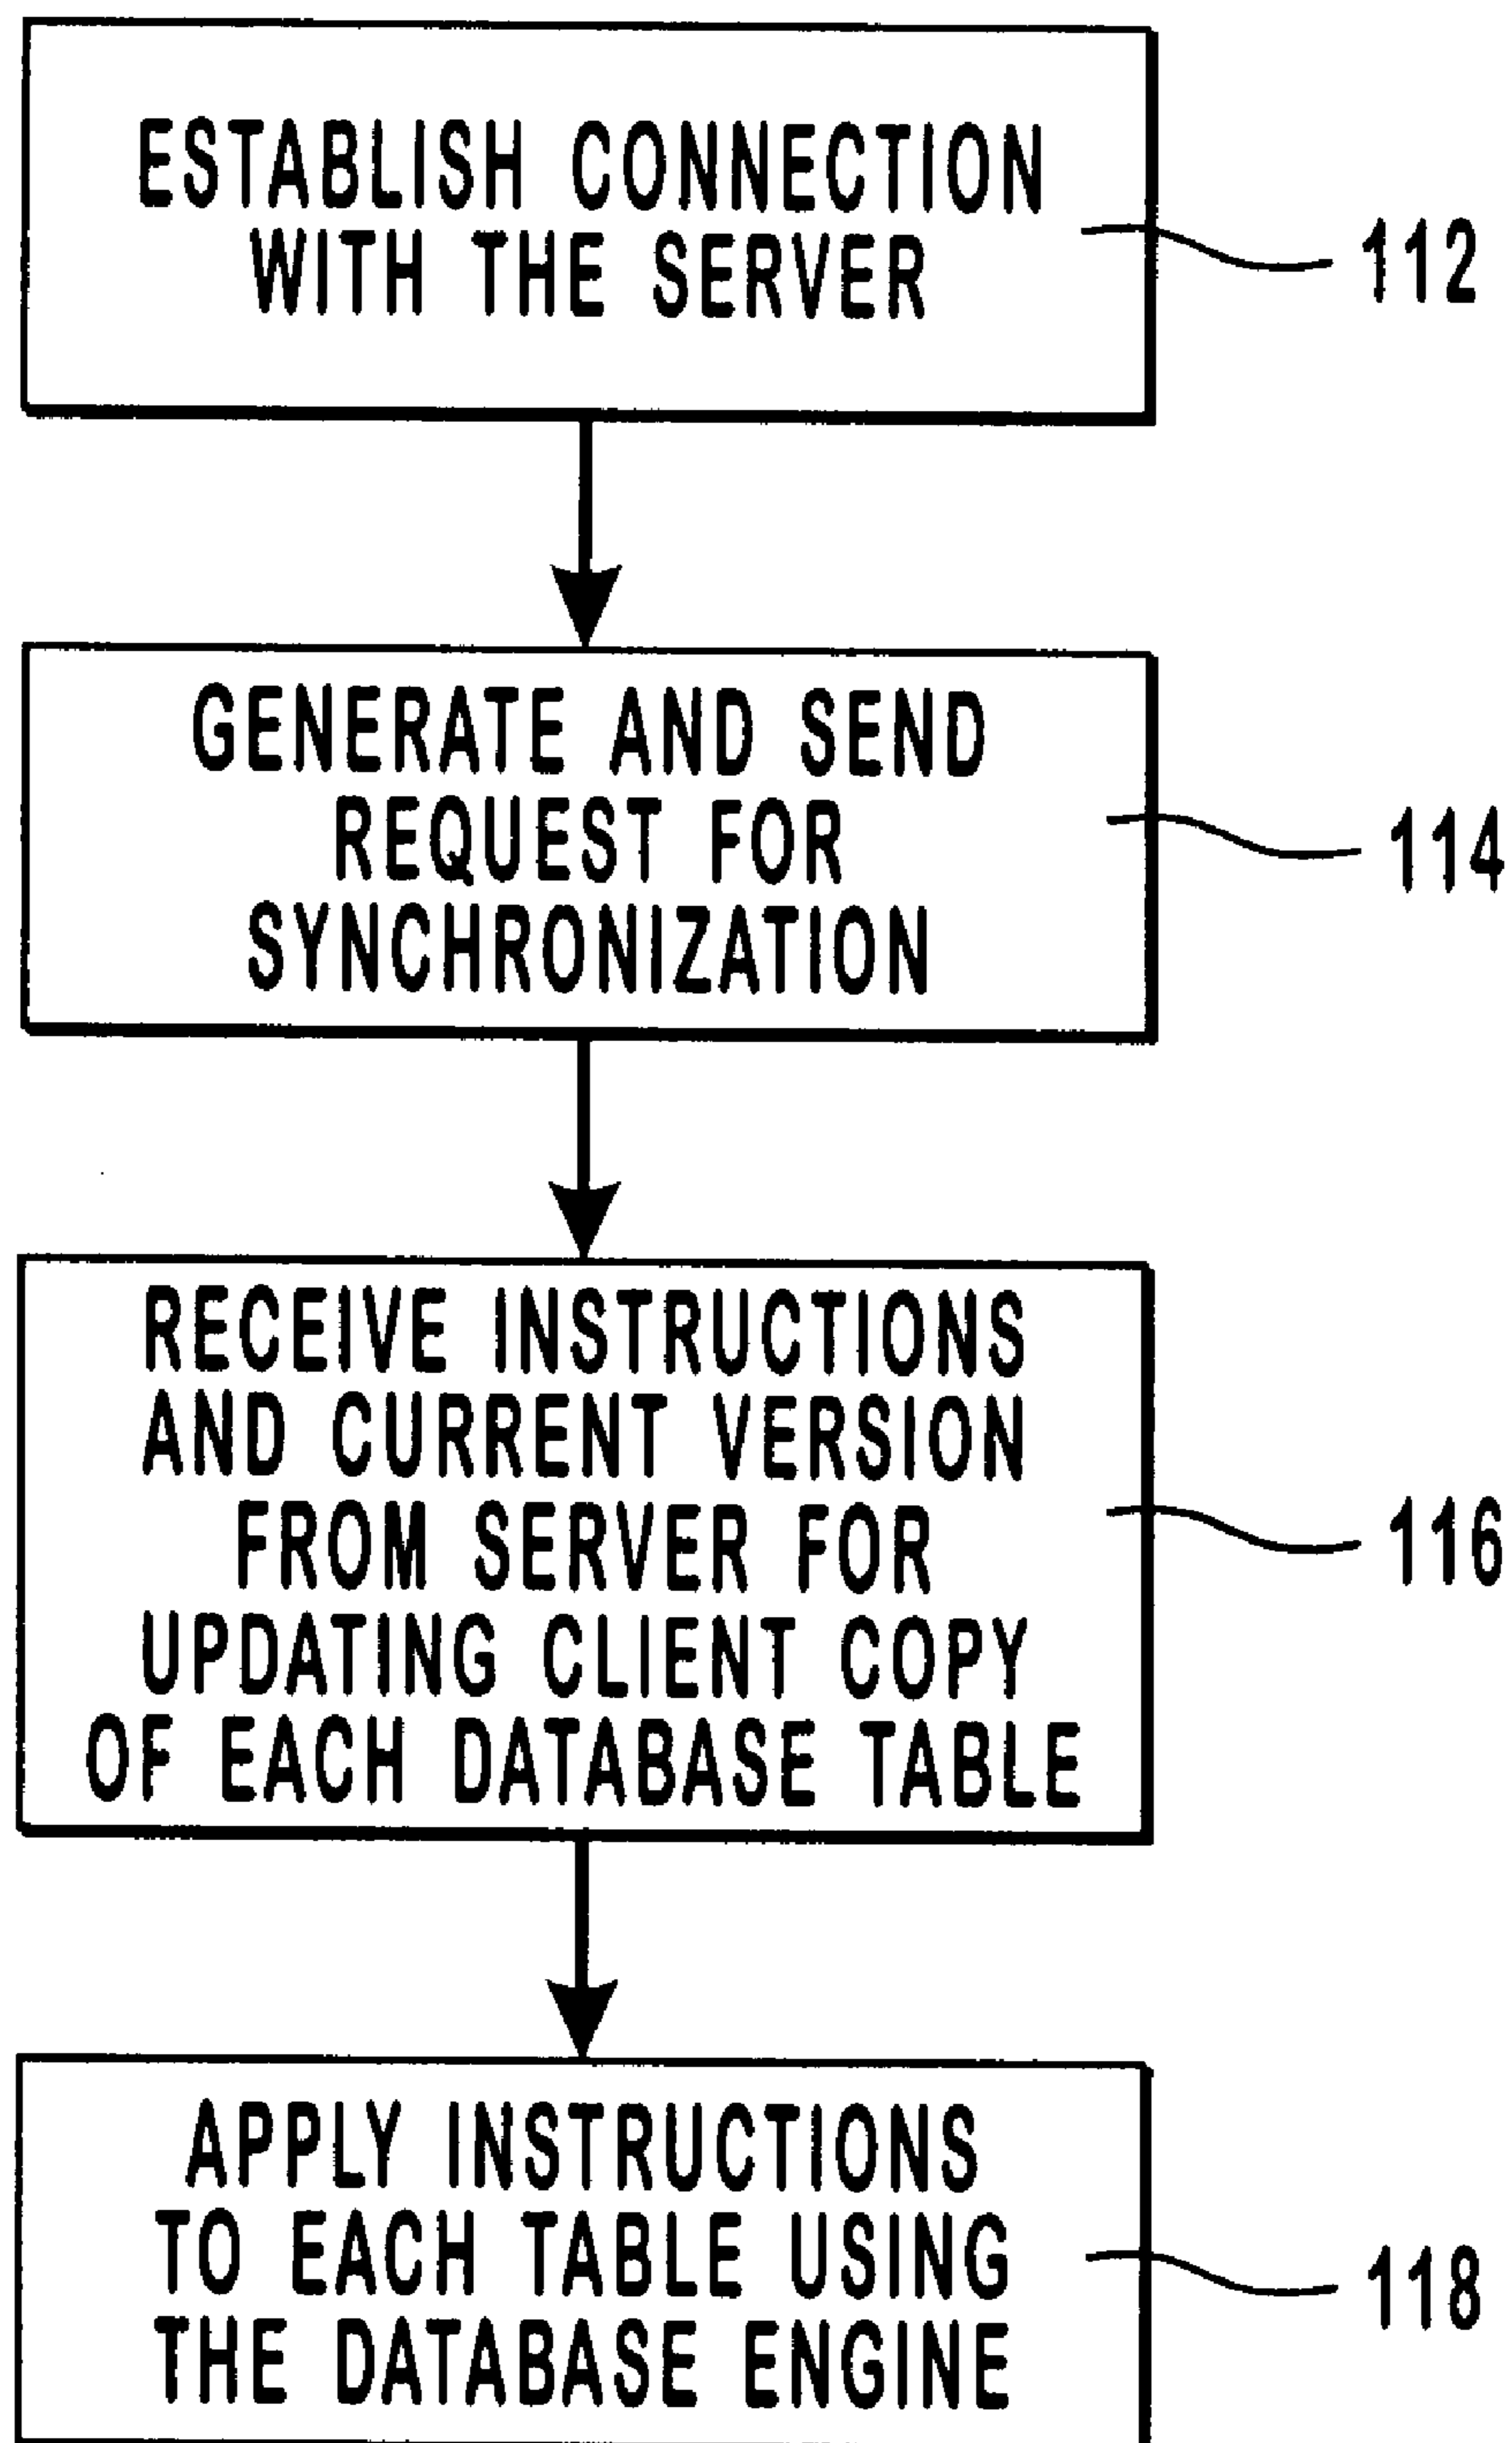 ESTABLISH CONNECTION
WITH THE SERVER
112
GENERATE AND SEND
REQUEST FOR
SYNCHRONIZATION
114
RECEIVE INSTRUCTIONS
AND CURRENT VERSION
FROM SERVER FOR
UPDATING CLIENT COPY
OF EACH DATABASE TABLE
116
APPLY INSTRUCTIONS
TO EACH TABLE USING
THE DATABASE ENGINE
118